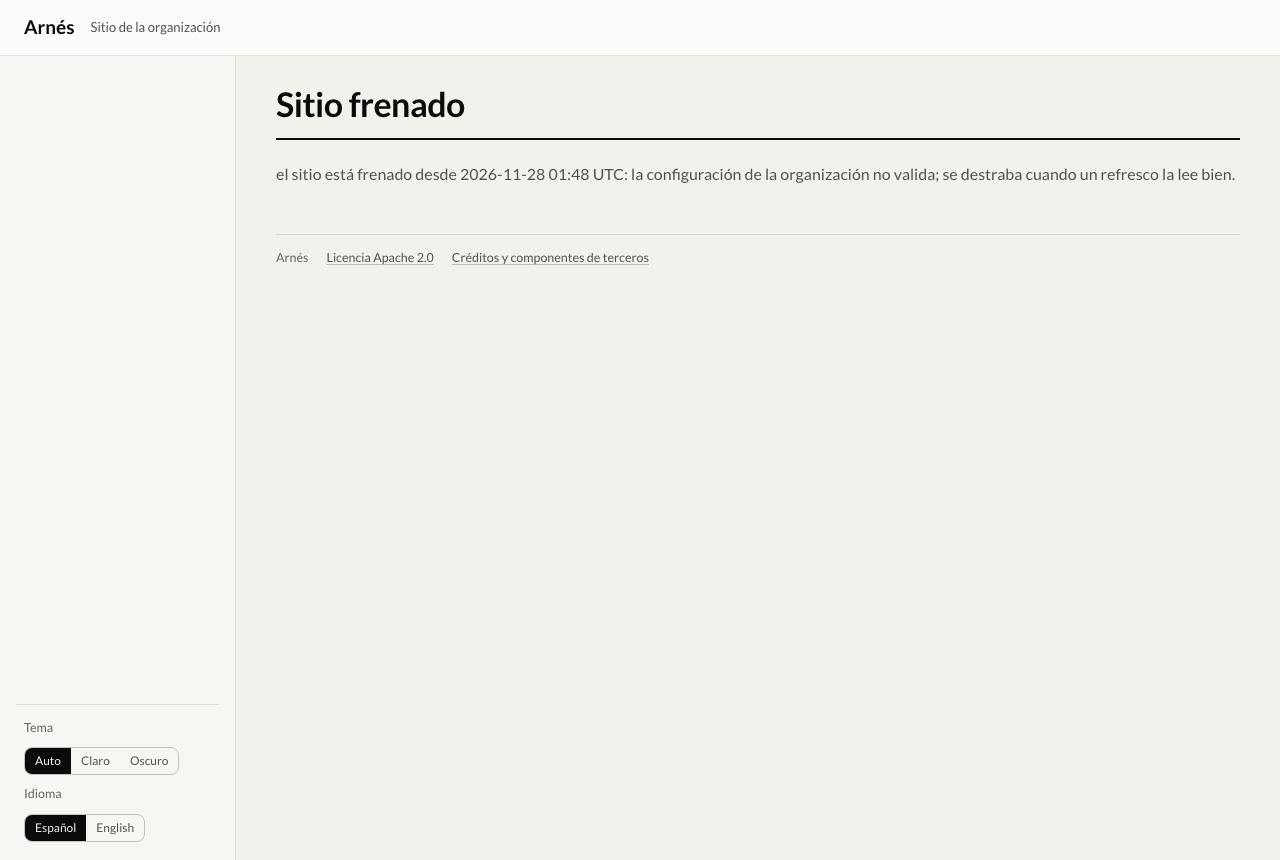 Arnés
Sitio de la organización
Sitio frenado
el sitio está frenado desde 2026-11-28 01:48 UTC: la configuración de la organización no valida; se destraba cuando un refresco la lee bien.
Arnés Licencia Apache 2.0 Créditos y componentes de terceros
Tema
Auto Claro Oscuro
Idioma
Español English